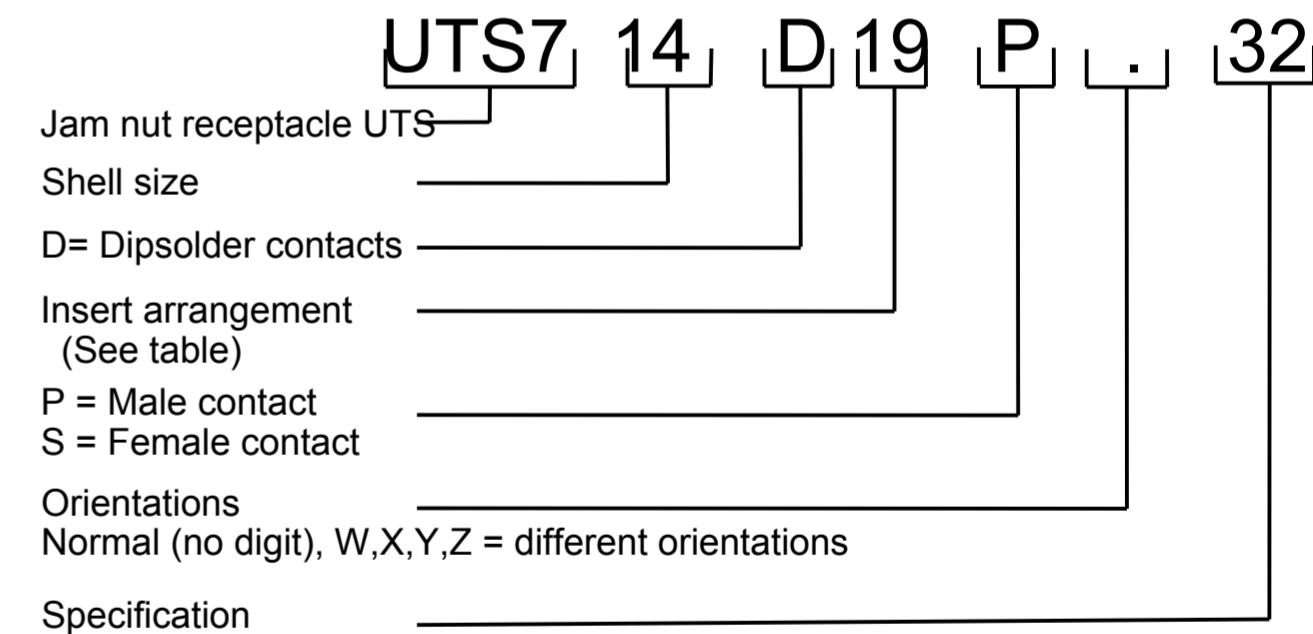 UTS7 14 D 19 P . 32
Jam nut receptacle UTS
Shell size
D= Dipsolder contacts
Insert arrangement
(See table)
P = Male contact
S = Female contact
Orientations
Normal (no digit), W,X,Y,Z = different orientations
Specification